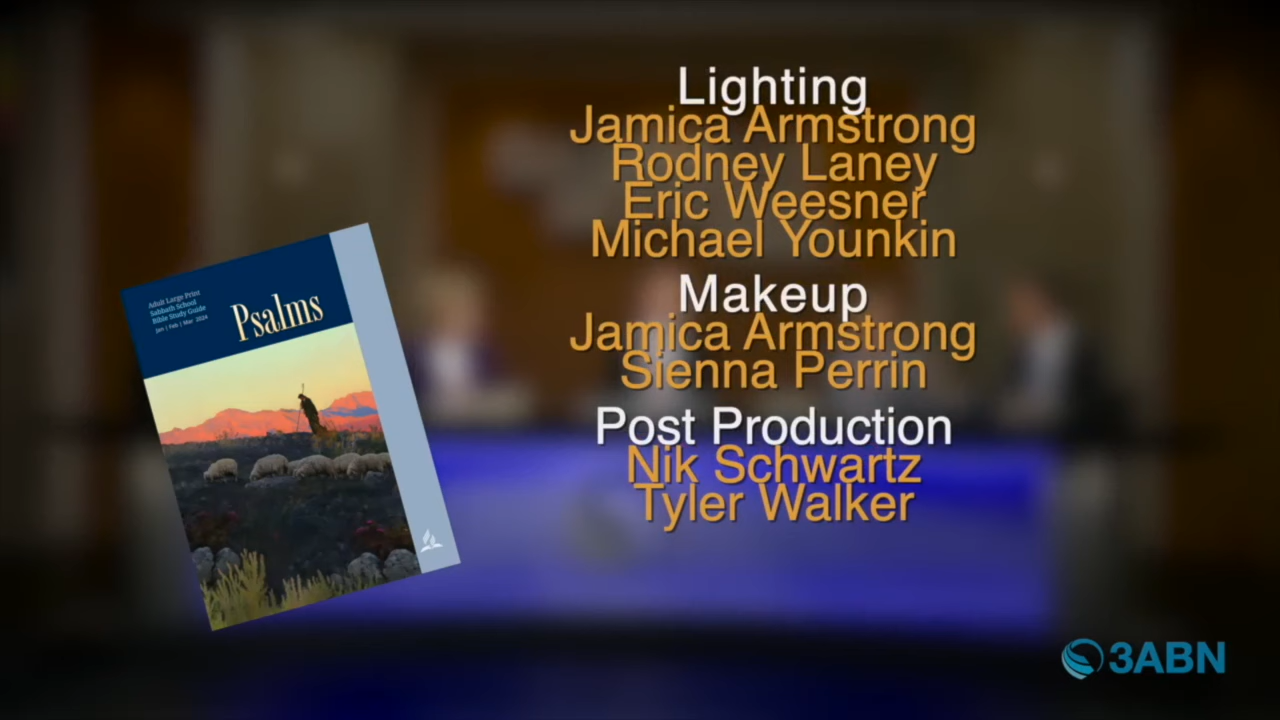 Lighting
Jamica Armstrong
Rodney Laney
Eric Weesner
Michael Younkin
Makeup
Jamica Armstrong
Sienna Perrin
Post Production
Nik Schwartz
Tyler Walker
Adult Large Print
Sabbath School
Bible Study Guide
Jan | Feb | Mar 2024
Psalms
3ABN